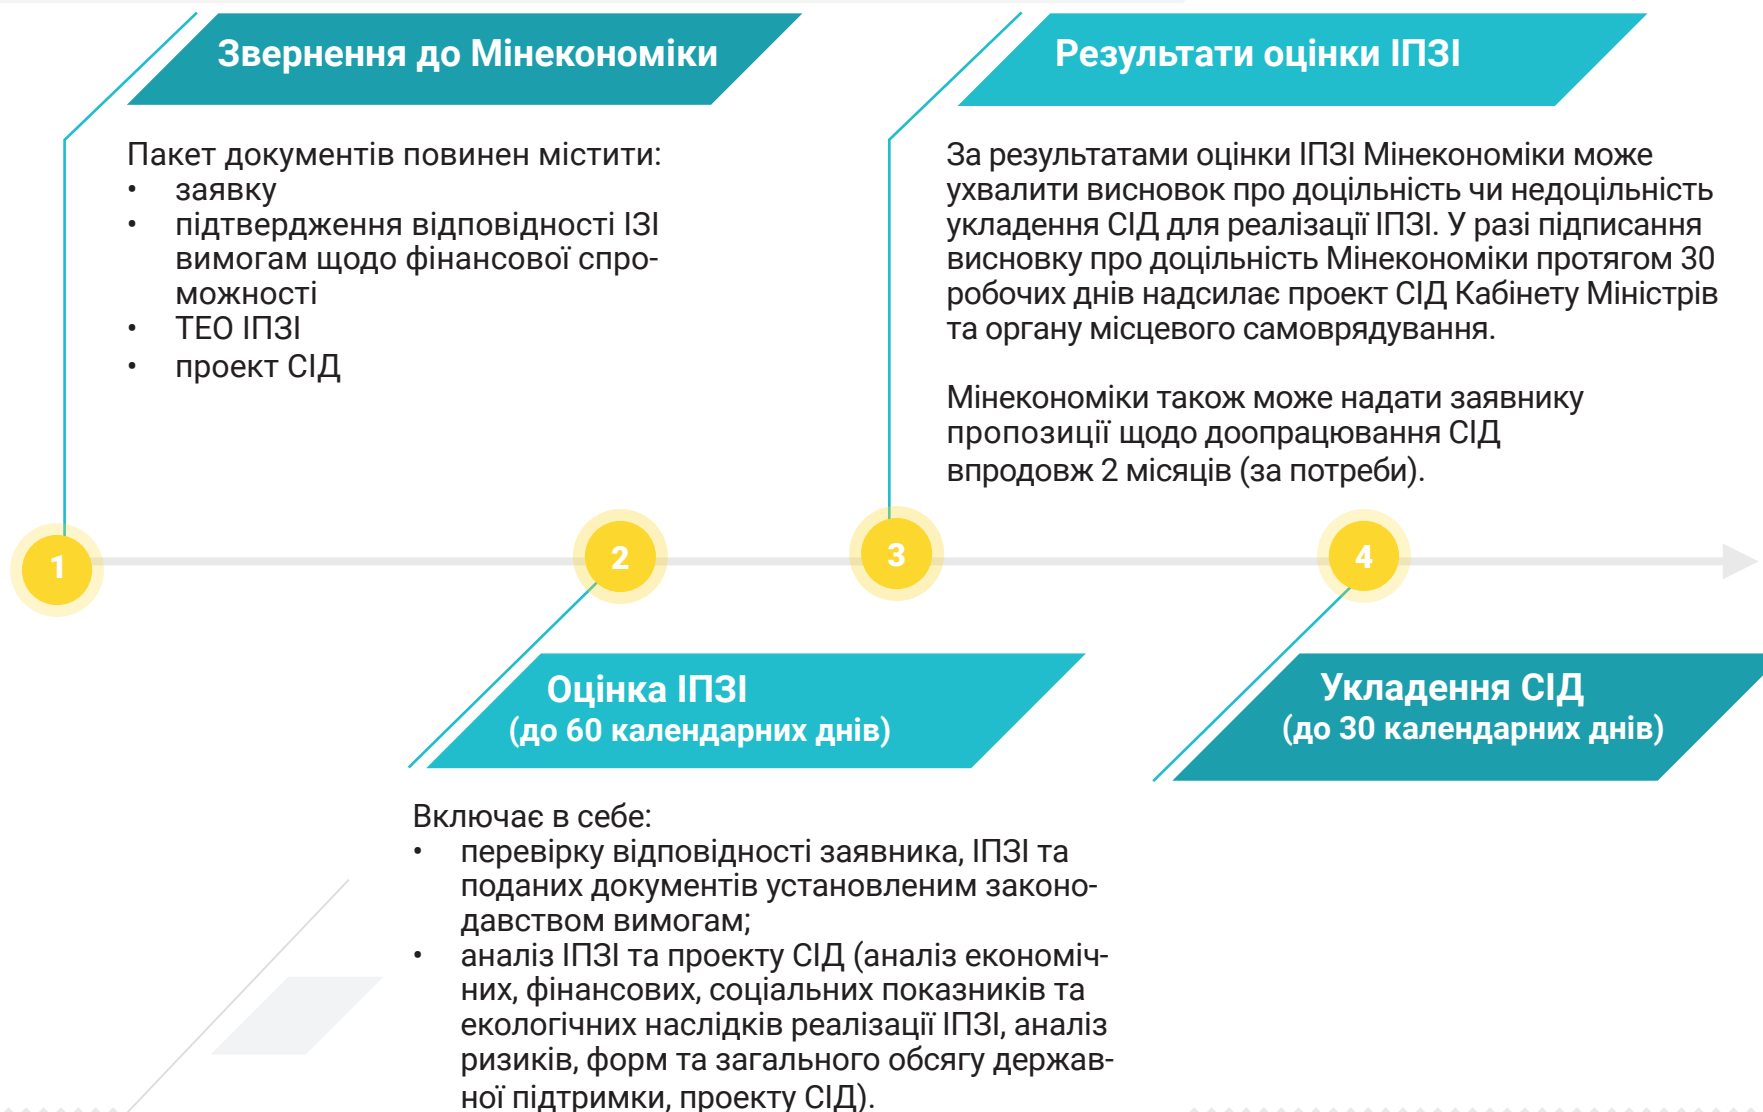 Звернення до Мінекономіки
Пакет документів повинен містити:
• заявку
• підтвердження відповідності ІЗІ
вимогам щодо фінансової спро-
можності
• ТЕО ІПЗІ
• проект СІД
Результати оцінки ІПЗІ
За результатами оцінки ІПЗІ Мінекономіки може
ухвалити висновок про доцільність чи недоцільність
укладення СІД для реалізації ІПЗІ. У разі підписання
висновку про доцільність Мінекономіки протягом 30
робочих днів надсилає проект СІД Кабінету Міністрів
та органу місцевого самоврядування.
Мінекономіки також може надати заявнику
пропозиції щодо доопрацювання СІД
впродовж 2 місяців (за потреби).
1
2
3
4
Оцінка ІПЗІ
(до 60 календарних днів)
Включає в себе:
• перевірку відповідності заявника, ІПЗІ та
поданих документів установленим законо-
давством вимогам;
• аналіз ІПЗІ та проекту СІД (аналіз економіч-
них, фінансових, соціальних показників та
екологічних наслідків реалізації ІПЗІ, аналіз
ризиків, форм та загального обсягу держав-
ної підтримки, проекту СІД).
Укладення СІД
(до 30 календарних днів)